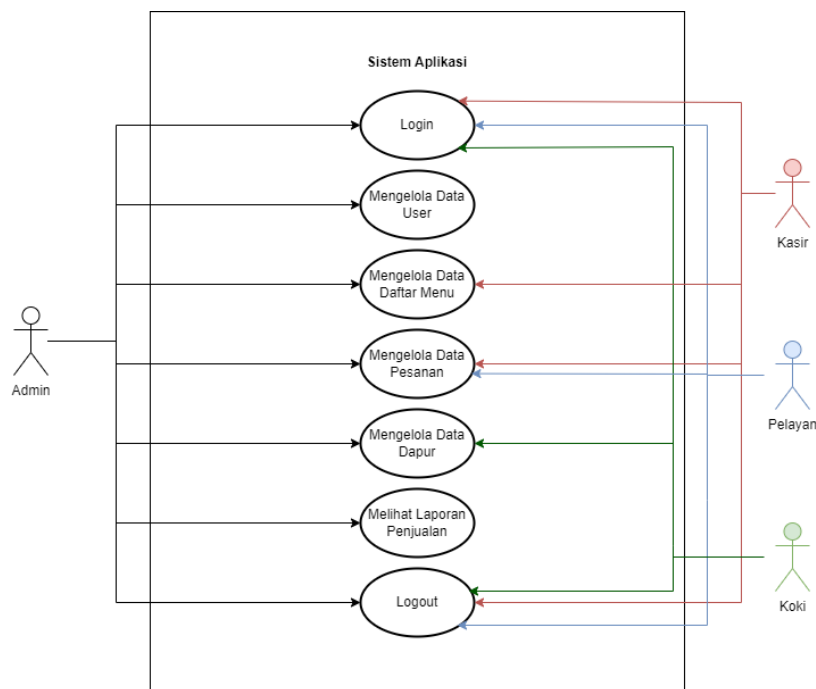 Sistem Aplikasi
Login
Mengelola Data
User
Mengelola Data
Daftar Menu
Mengelola Data
Pesanan
Mengelola Data
Dapur
Melihat Laporan
Penjualan
Logout
Admin
Kasir
Pelayan
Koki